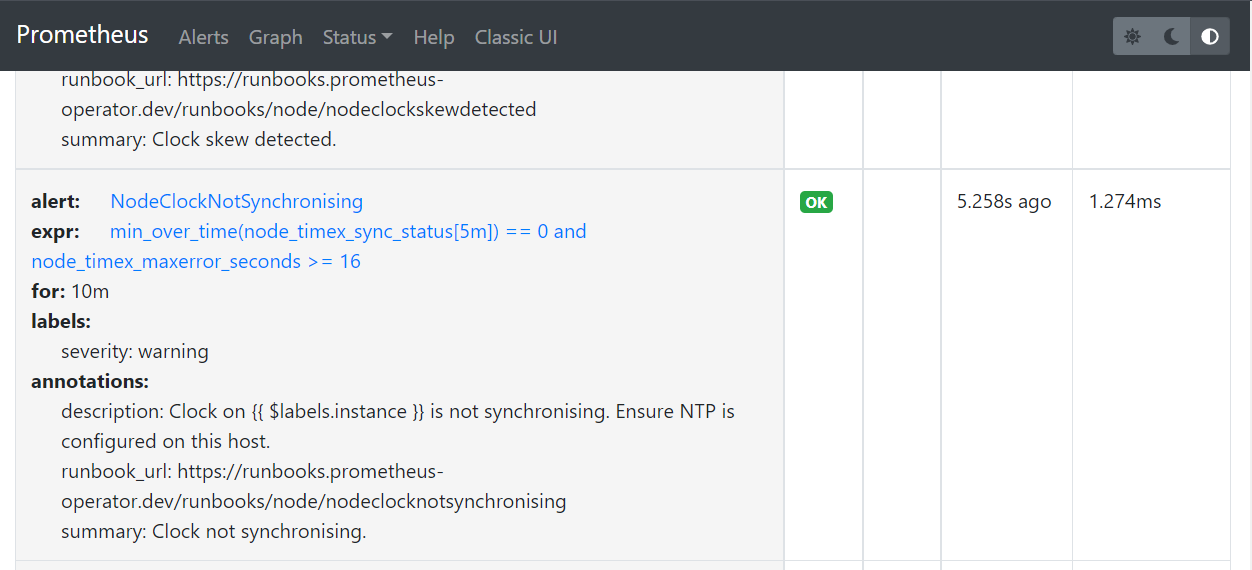 Prometheus Alerts Graph Status Help Classic UI
runbook_url: https://runbooks.prometheus-
operator.dev/runbooks/node/nodeclockskewdetected
summary: Clock skew detected.
alert: NodeClockNotSynchronising OK 5.258s ago 1.274ms
expr: min_over_time(node_timex_sync_status[5m]) == 0 and
node_timex_maxerror_seconds >= 16
for: 10m
labels:
severity: warning
annotations:
description: Clock on {{ $labels.instance }} is not synchronising. Ensure NTP is
configured on this host.
runbook_url: https://runbooks.prometheus-
operator.dev/runbooks/node/nodeclocknotsynchronising
summary: Clock not synchronising.